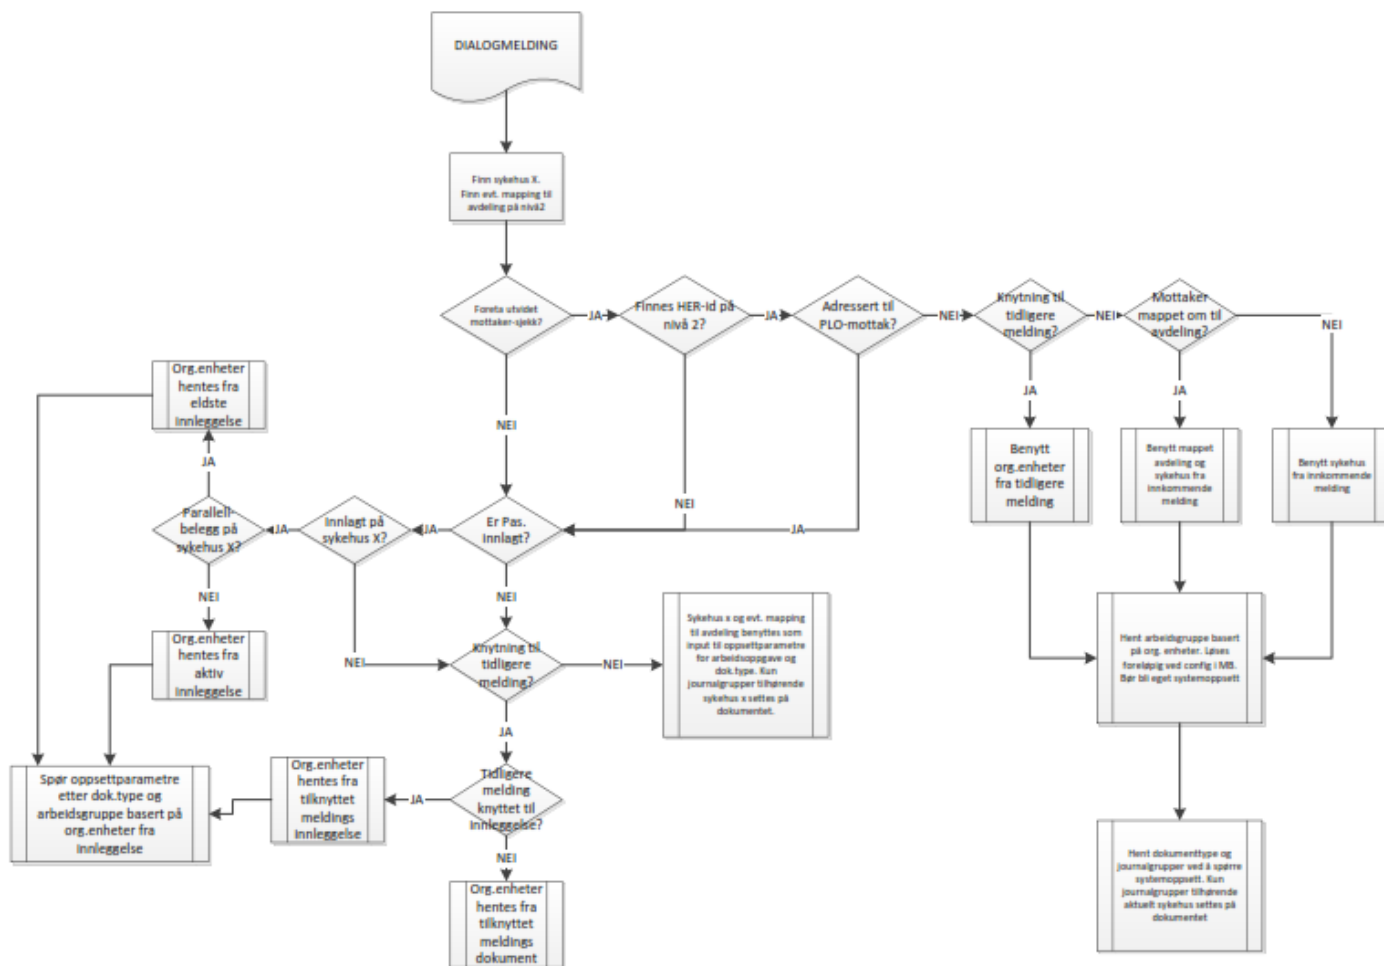 DIALOGMELDING
Finn sykehus X.
Finn evt. mapping til
avdeling på nivå2
Foreta utvidet
mottaker-sjekk?
JA
Finnes HER-id på
nivå 2?
JA
Adressert til
PLO-mottak?
NEI
Knytning til
tidligere
melding?
NEI
Mottaker
mappet om til
avdeling?
NEI
Org.enheter
hentes fra
eldste
innleggelse
NEI
JA
JA
Benytt
org.enheter
fra tidligere
melding
Benytt mappet
avdeling og
sykehus fra
innkommende
melding
Benytt sykehus
fra innkommende
melding
JA
NEI
Parallell-
belegg på
sykehus X?
JA
Innlagt på
sykehus X?
JA
Er Pas.
innlagt?
JA
NEI
NEI
Org.enheter
hentes fra
aktiv
innleggelse
NEI
Knytning til
tidligere
melding?
NEI
Sykehus x og evt. mapping
til avdeling benyttes som
input til oppsettparametre
for arbeidsoppgave og
dok.type. Kun
journalgrupper tilhørende
sykehus x settes på
dokumentet.
Hent arbeidsgruppe basert
på org. enheter. Løses
foreløpig ved config i MB.
Bør bli eget systemoppsett
JA
Spør oppsettparametre
etter dok.type og
arbeidsgruppe basert på
org.enheter fra
innleggelse
Org.enheter
hentes fra
tilknyttet
meldings
innleggelse
JA
Tidligere
melding
knyttet til
innleggelse?
NEI
Org.enheter
hentes fra
tilknyttet
meldings
dokument
Hent dokumenttype og
journalgrupper ved å spørre
systemoppsett. Kun
journalgrupper tilhørende
aktuelt sykehus settes på
dokumentet